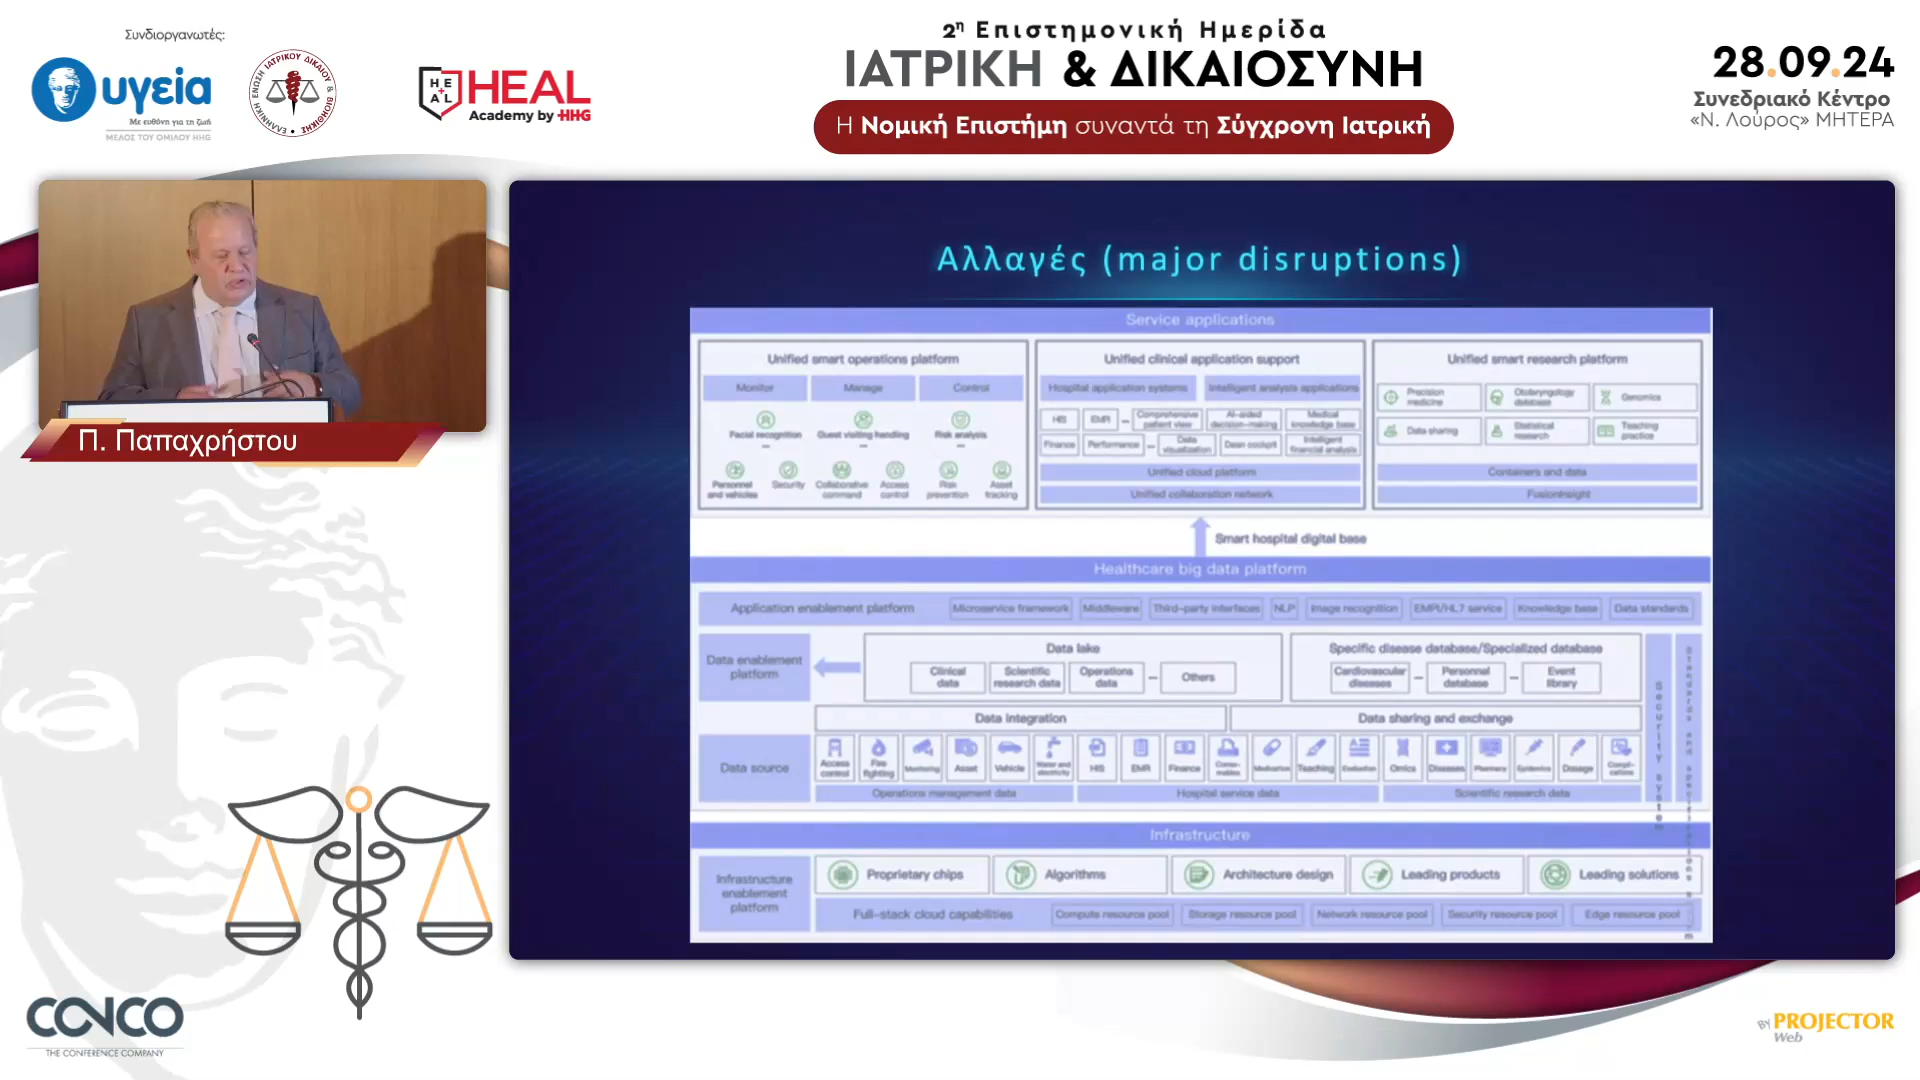 Συνδιοργανωτές:
υγεία
Με ευθύνη για τη ζωή
ΜΕΛΟΣ ΤΟΥ ΟΜΙΛΟΥ HHG
ΕΛΛΗΝΙΚΗ ΕΝΩΣΗ ΙΑΤΡΙΚΟΥ ΔΙΚΑΙΟΥ & ΒΙΟΗΘΙΚΗΣ
HE
AL
HEAL
Academy by HHG
2η Επιστημονική Ημερίδα
ΙΑΤΡΙΚΗ & ΔΙΚΑΙΟΣΥΝΗ
Η Νομική Επιστήμη συναντά τη Σύγχρονη Ιατρική
28.09.24
Συνεδριακό Κέντρο
«Ν. Λούρος» ΜΗΤΕΡΑ
Π. Παπαχρήστου
Αλλαγές (major disruptions)
Service applications
Unified smart operations platform
Monitor Manage Control
Facial recognition Guest visiting handling Risk analysis
Personnel and vehicles Security Collaborative command Access control Risk prevention Asset tracking
Unified clinical application support
Hospital application systems Intelligent analysis applications
HIS EMR Comprehensive patient view AI-aided decision-making Medical knowledge base
Finance Performance Data visualization Dean cockpit Intelligent financial analysis
Unified cloud platform
Unified collaboration network
Unified smart research platform
Precision medicine Otolaryngology database Genomics
Data sharing Statistical research Teaching practice
Containers and data
FusionInsight
Smart hospital digital base
Healthcare big data platform
Application enablement platform Microservice framework Middleware Third-party interfaces NLP Image recognition EMPI/HL7 service Knowledge base Data standards
Data enablement platform
Data lake
Clinical data Scientific research data Operations data Others
Specific disease database/Specialized database
Cardiovascular diseases Personnel database Event library
Data integration Data sharing and exchange
Data source
Access control Fire fighting Monitoring Asset Vehicle Water and electricity HIS EMR Finance Consumables Medication Teaching Evaluation Omics Diseases Pharmacy Epidemics Dosage Complications
Operations management data Hospital service data Scientific research data
Security system
Standards and specifications
Infrastructure
Infrastructure enablement platform
Proprietary chips Algorithms Architecture design Leading products Leading solutions
Full-stack cloud capabilities Compute resource pool Storage resource pool Network resource pool Security resource pool Edge resource pool
CONCO
THE CONFERENCE COMPANY
BY PROJECTOR
Web